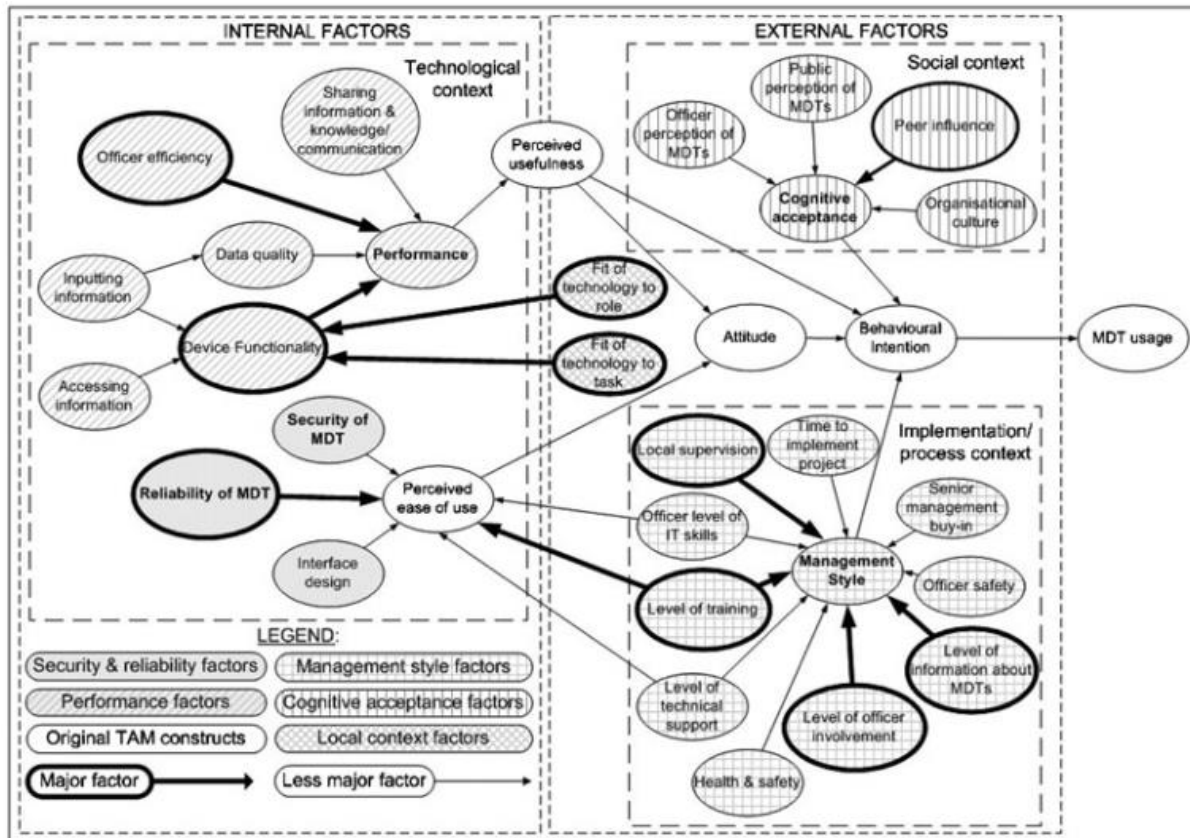 INTERNAL FACTORS
EXTERNAL FACTORS
Technological
context
Sharing
information &
knowledge/
communication
Officer efficiency
Perceived
usefulness
Data quality
Performance
Inputting
information
Device Functionality
Accessing
information
Fit of
technology to
role
Fit of
technology to
task
Security of
MDT
Reliability of MDT
Perceived
ease of use
Interface
design
Social context
Public
perception of
MDTs
Officer
perception of
MDTs
Peer influence
Cognitive
acceptance
Organisational
culture
Attitude
Behavioural
Intention
MDT usage
Implementation/
process context
Local supervision
Time to
implement
project
Senior
management
buy-in
Officer level of
IT skills
Management
Style
Officer safety
Level of training
Level of
information about
MDTs
Level of
technical
support
Level of officer
involvement
Health & safety
LEGEND:
Security & reliability factors
Management style factors
Performance factors
Cognitive acceptance factors
Original TAM constructs
Local context factors
Major factor
Less major factor